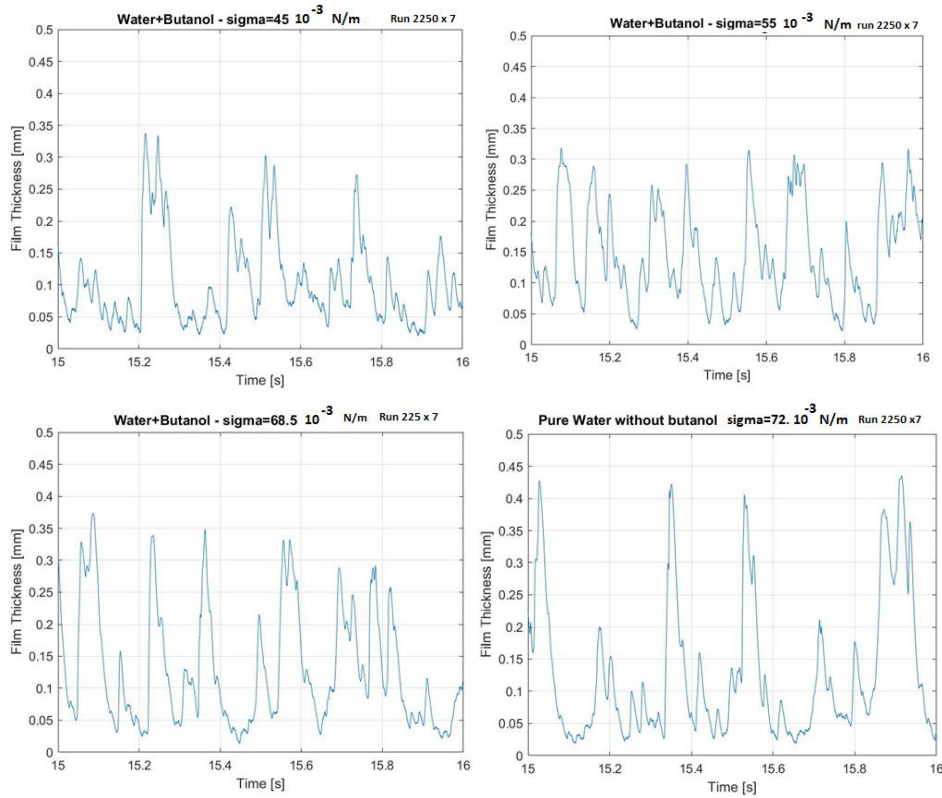 Water+Butanol - sigma=45 10⁻³ N/m Run 2250 x 7
0.5
0.45
0.4
0.35
0.3
0.25
0.2
0.15
0.1
0.05
0
Film Thickness [mm]
15 15.2 15.4 15.6 15.8 16
Time [s]
Water+Butanol - sigma=55 10⁻³ N/m run 2250 x 7
0.5
0.45
0.4
0.35
0.3
0.25
0.2
0.15
0.1
0.05
0
Film Thickness [mm]
15 15.2 15.4 15.6 15.8 16
Time [s]
Water+Butanol - sigma=68.5 10⁻³ N/m Run 225 x 7
0.5
0.45
0.4
0.35
0.3
0.25
0.2
0.15
0.1
0.05
0
Film Thickness [mm]
15 15.2 15.4 15.6 15.8 16
Time [s]
Pure Water without butanol sigma=72. 10⁻³ N/m Run 2250 x7
0.5
0.45
0.4
0.35
0.3
0.25
0.2
0.15
0.1
0.05
0
Film Thickness [mm]
15 15.2 15.4 15.6 15.8 16
Time [s]